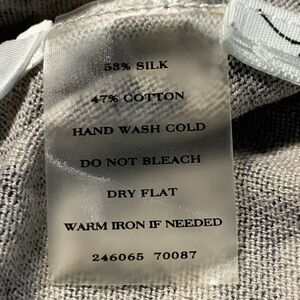 53% SILK
47% COTTON
HAND WASH COLD
DO NOT BLEACH
DRY FLAT
WARM IRON IF NEEDED
246065 70087